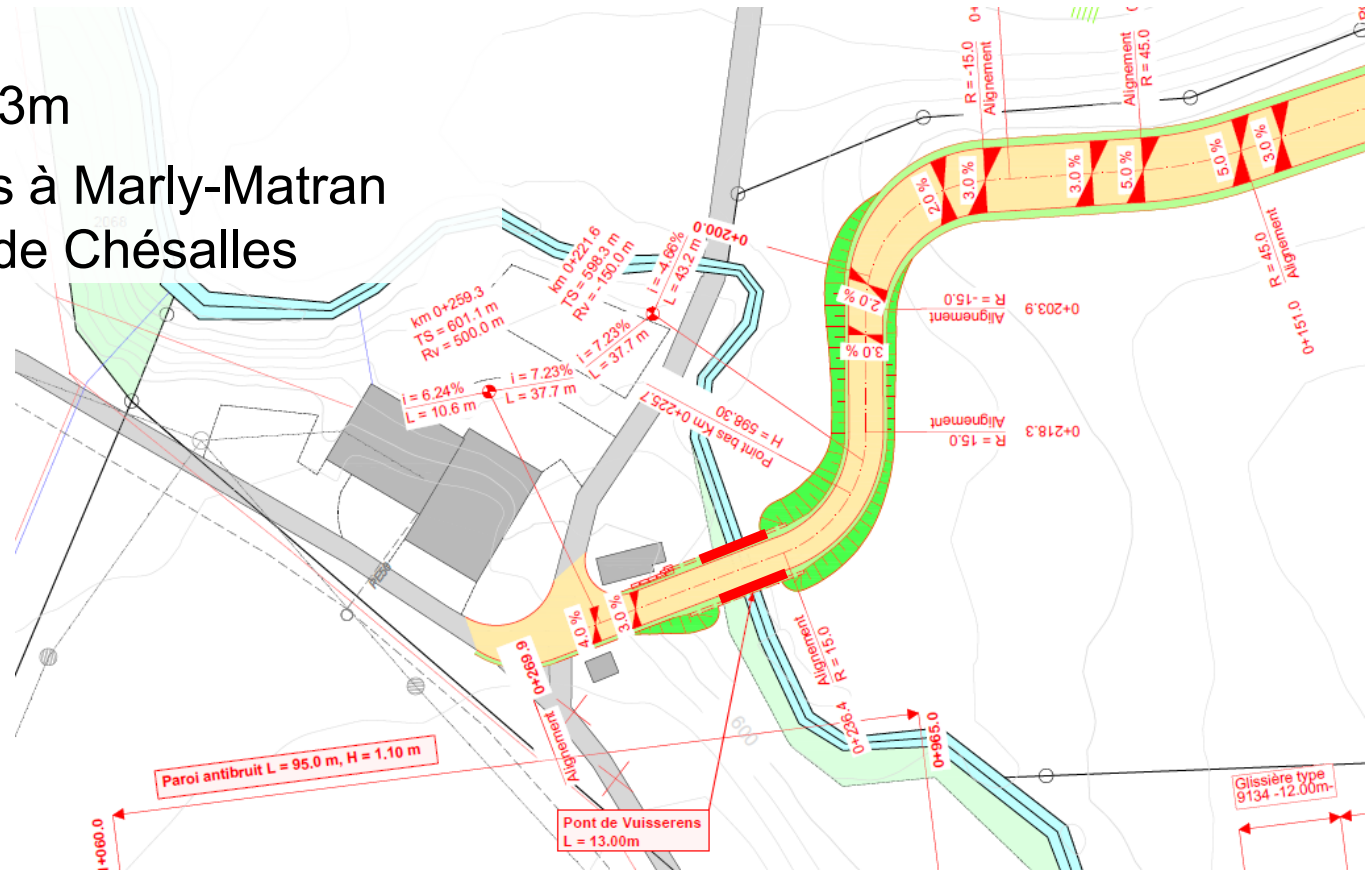 3m
s à Marly-Matran
de Chésalles
R = -15.0
Alignement
0+
Alignement
R = 45.0
2.0 %
3.0 %
3.0 %
5.0 %
5.0 %
3.0 %
R = 45.0
Alignement
0+151.0
0+200.0
i = -4.66%
L = 43.2 m
km 0+221.6
TS = 598.3 m
Rv = -150.0 m
km 0+259.3
TS = 601.1 m
Rv = 500.0 m
i = 7.23%
L = 37.7 m
i = 7.23%
L = 37.7 m
i = 6.24%
L = 10.6 m
Point bas Km 0+225.7
H = 598.30
2.0 %
3.0 %
R = -15.0
Alignement
0+203.9
Alignement
R = 15.0
0+218.3
4.0 %
3.0 %
Alignement
R = 15.0
0+236.4
0+269.9
Alignement
600
0+965.0
Paroi antibruit L = 95.0 m, H = 1.10 m
1+060.0
Pont de Vuisserens
L = 13.00m
Glissière type
9134 -12.00m-